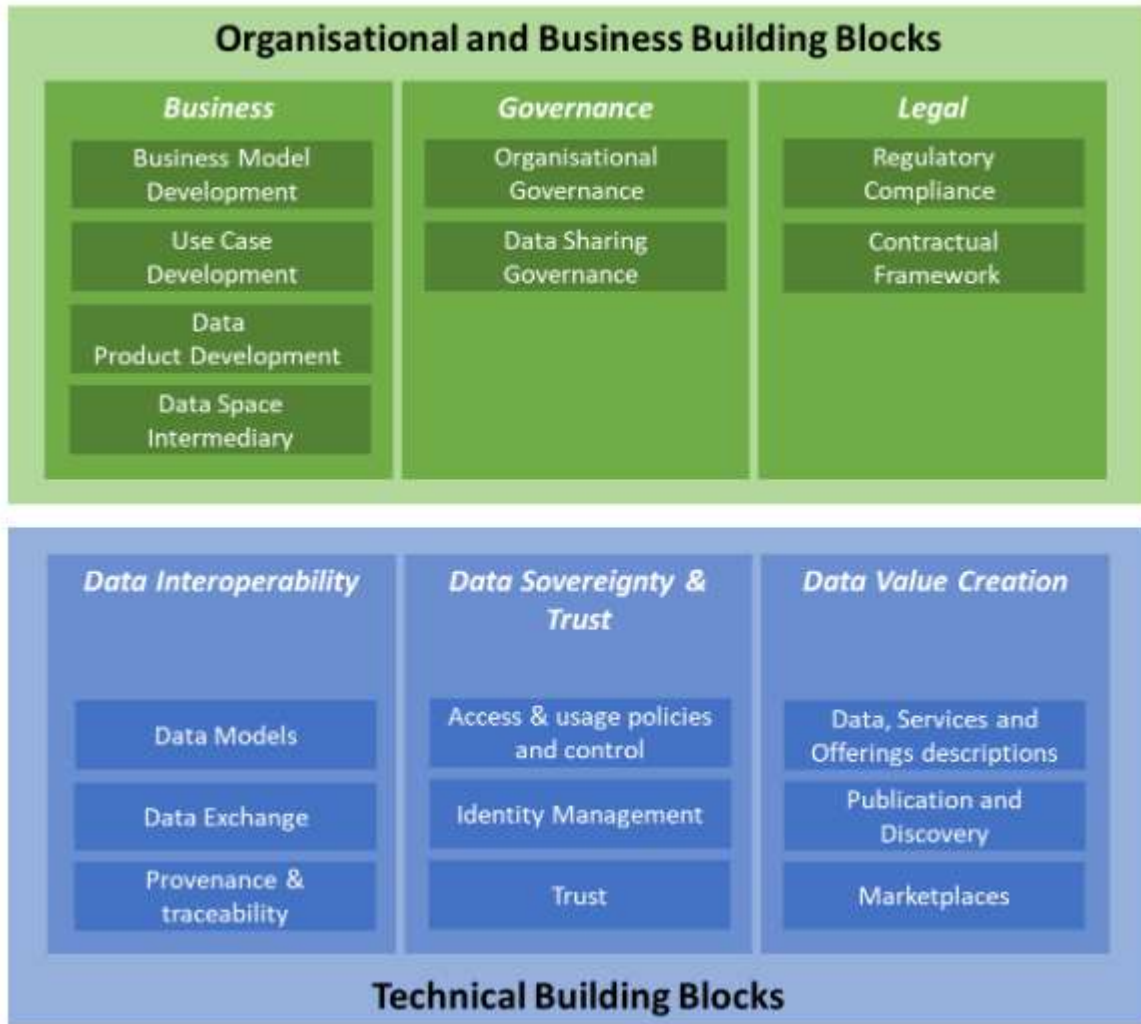 Organisational and Business Building Blocks
Business
Business Model
Development
Use Case
Development
Data
Product Development
Data Space
Intermediary
Governance
Organisational
Governance
Data Sharing
Governance
Legal
Regulatory
Compliance
Contractual
Framework
Data Interoperability
Data Models
Data Exchange
Provenance &
traceability
Data Sovereignty &
Trust
Access & usage policies
and control
Identity Management
Trust
Data Value Creation
Data, Services and
Offerings descriptions
Publication and
Discovery
Marketplaces
Technical Building Blocks